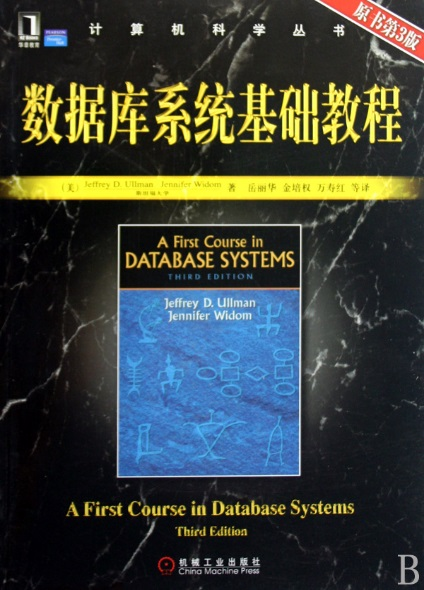 华章教育
PEARSON
计算机科学丛书
原书第3版
数据库系统基础教程
(美) Jeffrey D. Ullman Jennifer Widom 著 岳丽华 金培权 万寿红 等译
斯坦福大学
A First Course in
DATABASE SYSTEMS
THIRD EDITION
Jeffrey D. Ullman
Jennifer Widom
A First Course in Database Systems
Third Edition
机械工业出版社
China Machine Press
B